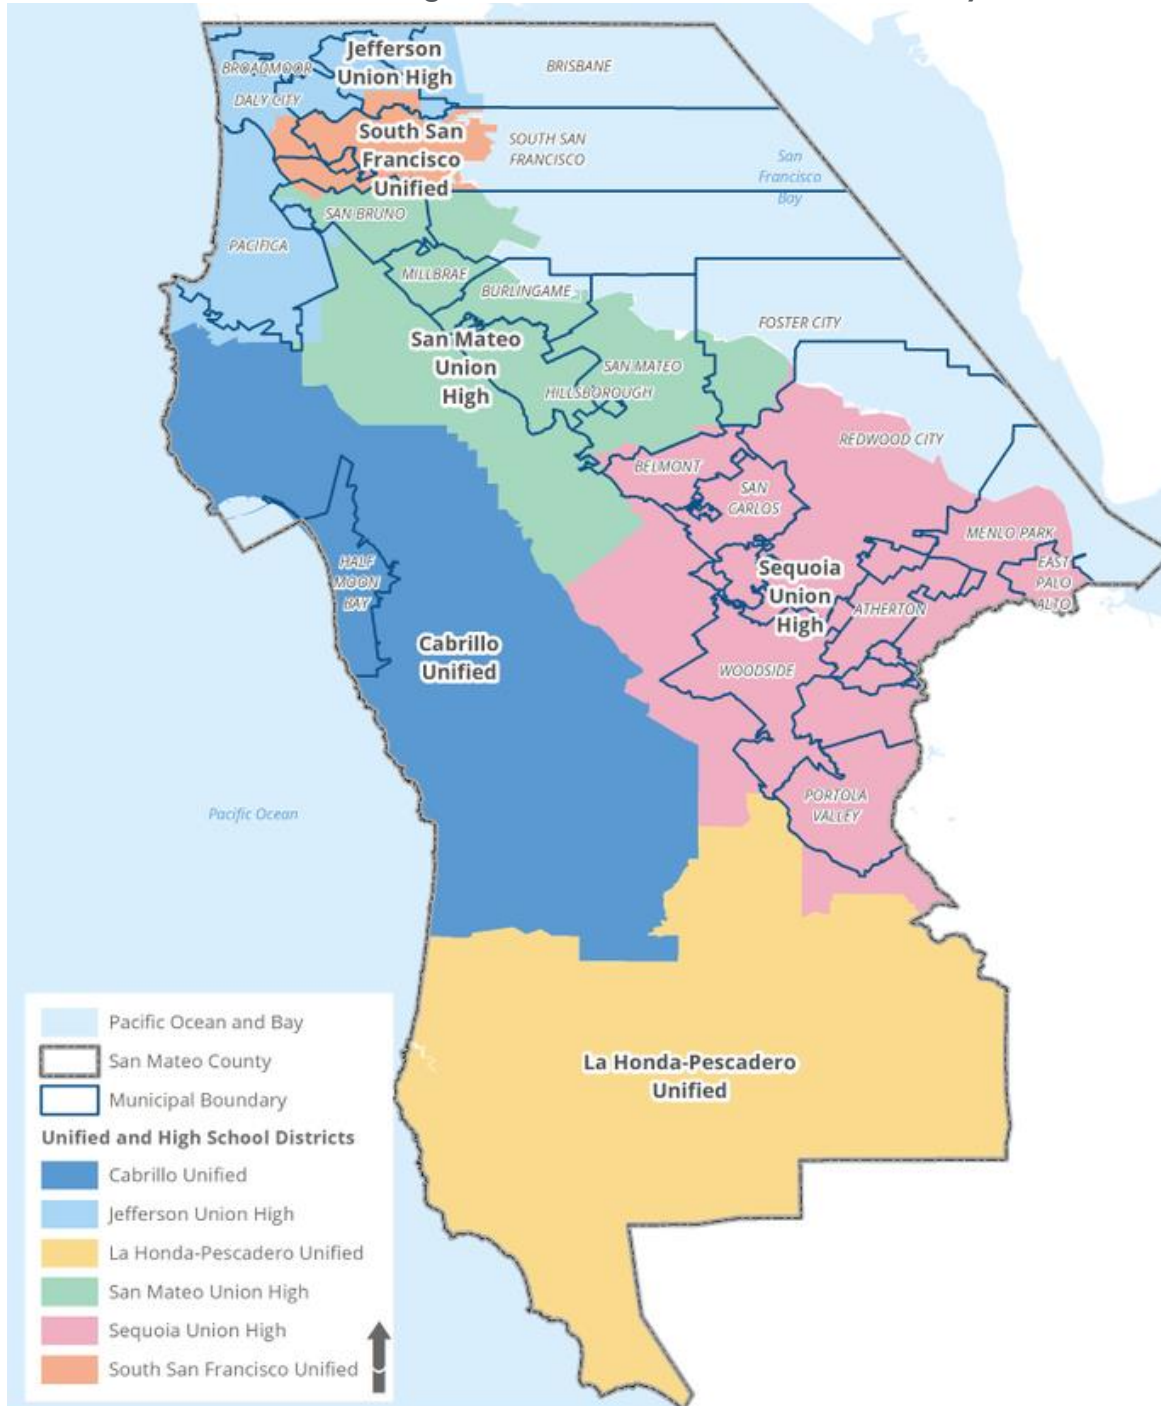 Jefferson
Union High
BROADMOOR
BRISBANE
DALY CITY
South San
Francisco
Unified
SOUTH SAN
FRANCISCO
San
Francisco
Bay
SAN BRUNO
PACIFICA
MILLBRAE
BURLINGAME
FOSTER CITY
San Mateo
Union
High
SAN MATEO
HILLSBOROUGH
REDWOOD CITY
BELMONT
SAN
CARLOS
MENLO PARK
HALF
MOON
BAY
Sequoia
Union
High
EAST
PALO
ALTO
ATHERTON
Cabrillo
Unified
WOODSIDE
PORTOLA
VALLEY
Pacific Ocean
La Honda-Pescadero
Unified
Pacific Ocean and Bay
San Mateo County
Municipal Boundary
Unified and High School Districts
Cabrillo Unified
Jefferson Union High
La Honda-Pescadero Unified
San Mateo Union High
Sequoia Union High
South San Francisco Unified